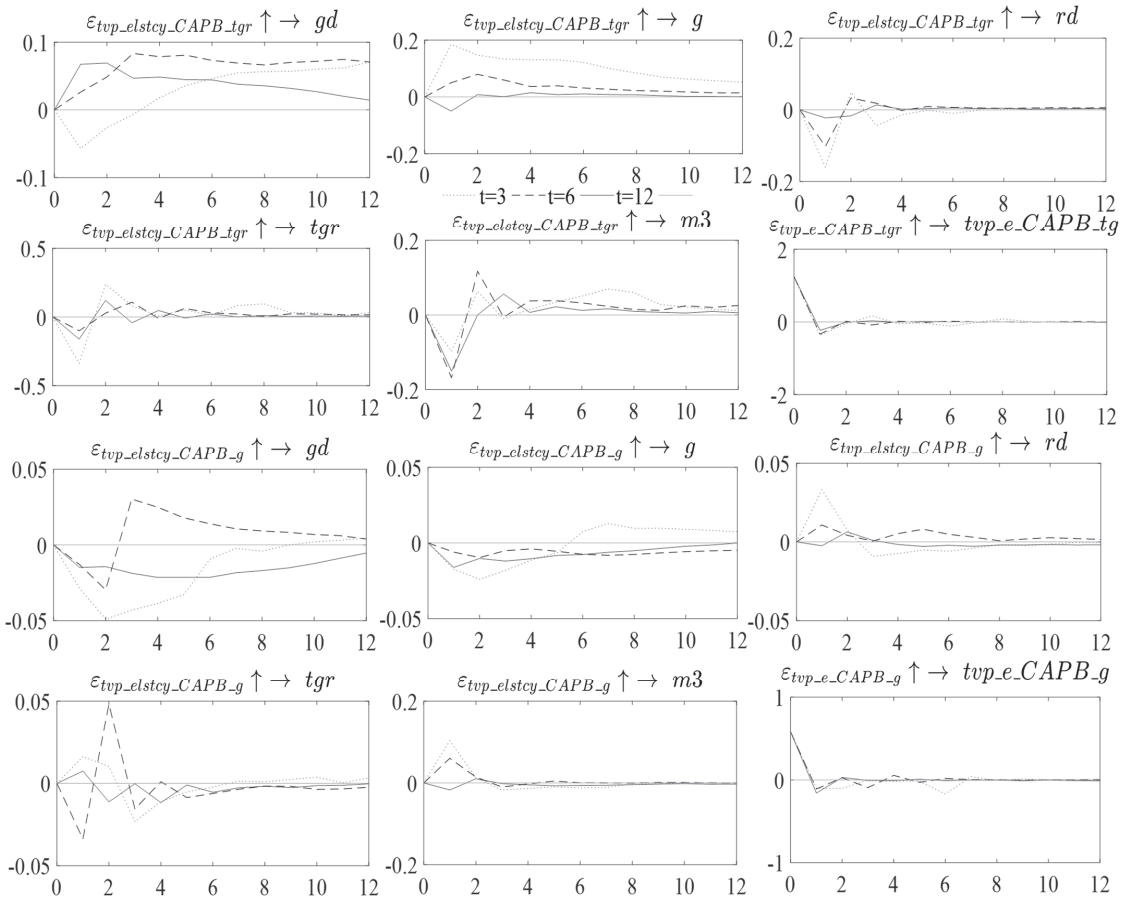 ε_tvp_elstcy_CAPB_tgr ↑ → gd
ε_tvp_elstcy_CAPB_tgr ↑ → g
ε_tvp_elstcy_CAPB_tgr ↑ → rd
0.1
0
-0.1
0 2 4 6 8 10 12
0.2
0
-0.2
0 2 4 6 8 10 12
0.2
0
-0.2
0 2 4 6 8 10 12
t=3 t=6 t=12
ε_tvp_elstcy_CAPB_tgr ↑ → tgr
ε_tvp_elstcy_CAPB_tgr ↑ → m3
ε_tvp_e_CAPB_tgr ↑ → tvp_e_CAPB_tg
0.5
0
-0.5
0 2 4 6 8 10 12
0.2
0
-0.2
0 2 4 6 8 10 12
2
0
-2
0 2 4 6 8 10 12
ε_tvp_elstcy_CAPB_g ↑ → gd
ε_tvp_elstcy_CAPB_g ↑ → g
ε_tvp_elstcy_CAPB_g ↑ → rd
0.05
0
-0.05
0 2 4 6 8 10 12
0.05
0
-0.05
0 2 4 6 8 10 12
0.05
0
-0.05
0 2 4 6 8 10 12
ε_tvp_elstcy_CAPB_g ↑ → tgr
ε_tvp_elstcy_CAPB_g ↑ → m3
ε_tvp_e_CAPB_g ↑ → tvp_e_CAPB_g
0.05
0
-0.05
0 2 4 6 8 10 12
0.2
0
-0.2
0 2 4 6 8 10 12
1
0
-1
0 2 4 6 8 10 12